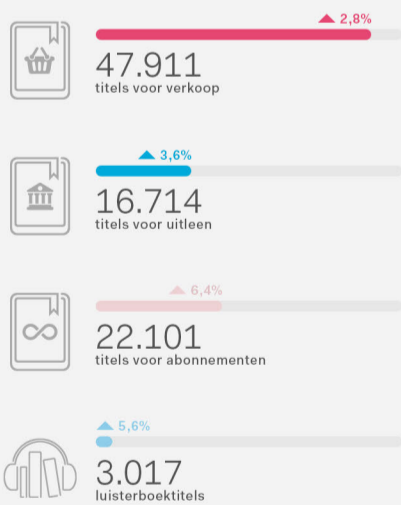 ▲ 2,8%
47.911
titels voor verkoop
▲ 3,6%
16.714
titels voor uitleen
▲ 6,4%
22.101
titels voor abonnementen
▲ 5,6%
3.017
luisterboektitels